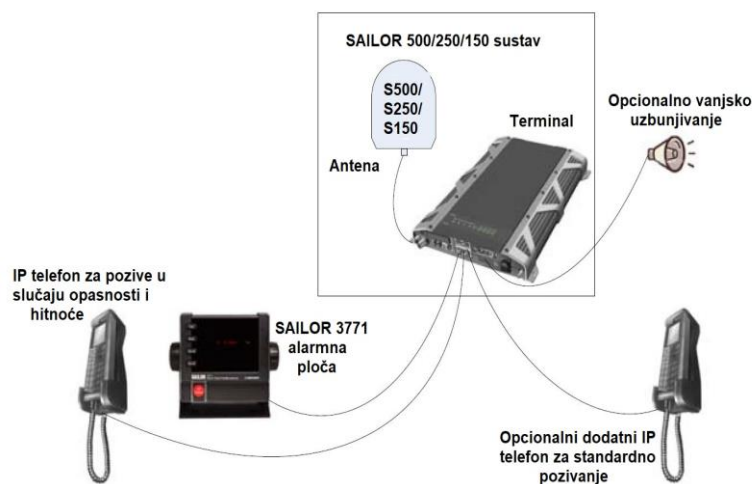 SAILOR 500/250/150 sustav
S500/
S250/
S150
Terminal
Antena
Opcionalno vanjsko
uzbunjivanje
IP telefon za pozive u
slučaju opasnosti i
hitnoće
SAILOR 3771
alarmna
ploča
Opcionalni dodatni IP
telefon za standardno
pozivanje